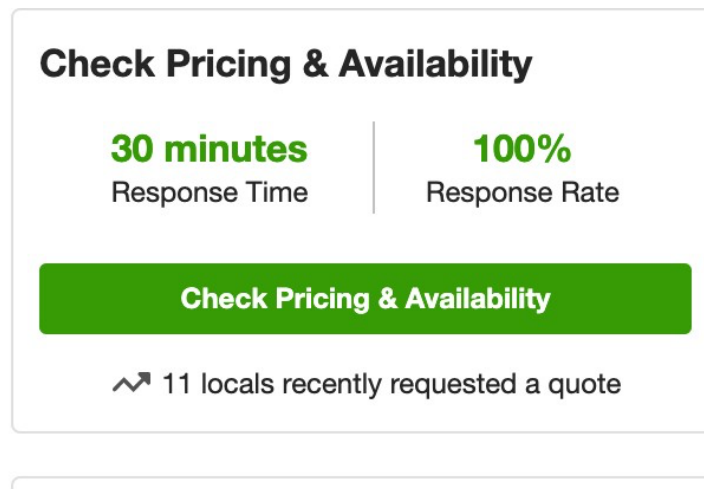 Check Pricing & Availability
30 minutes
Response Time
100%
Response Rate
Check Pricing & Availability
11 locals recently requested a quote